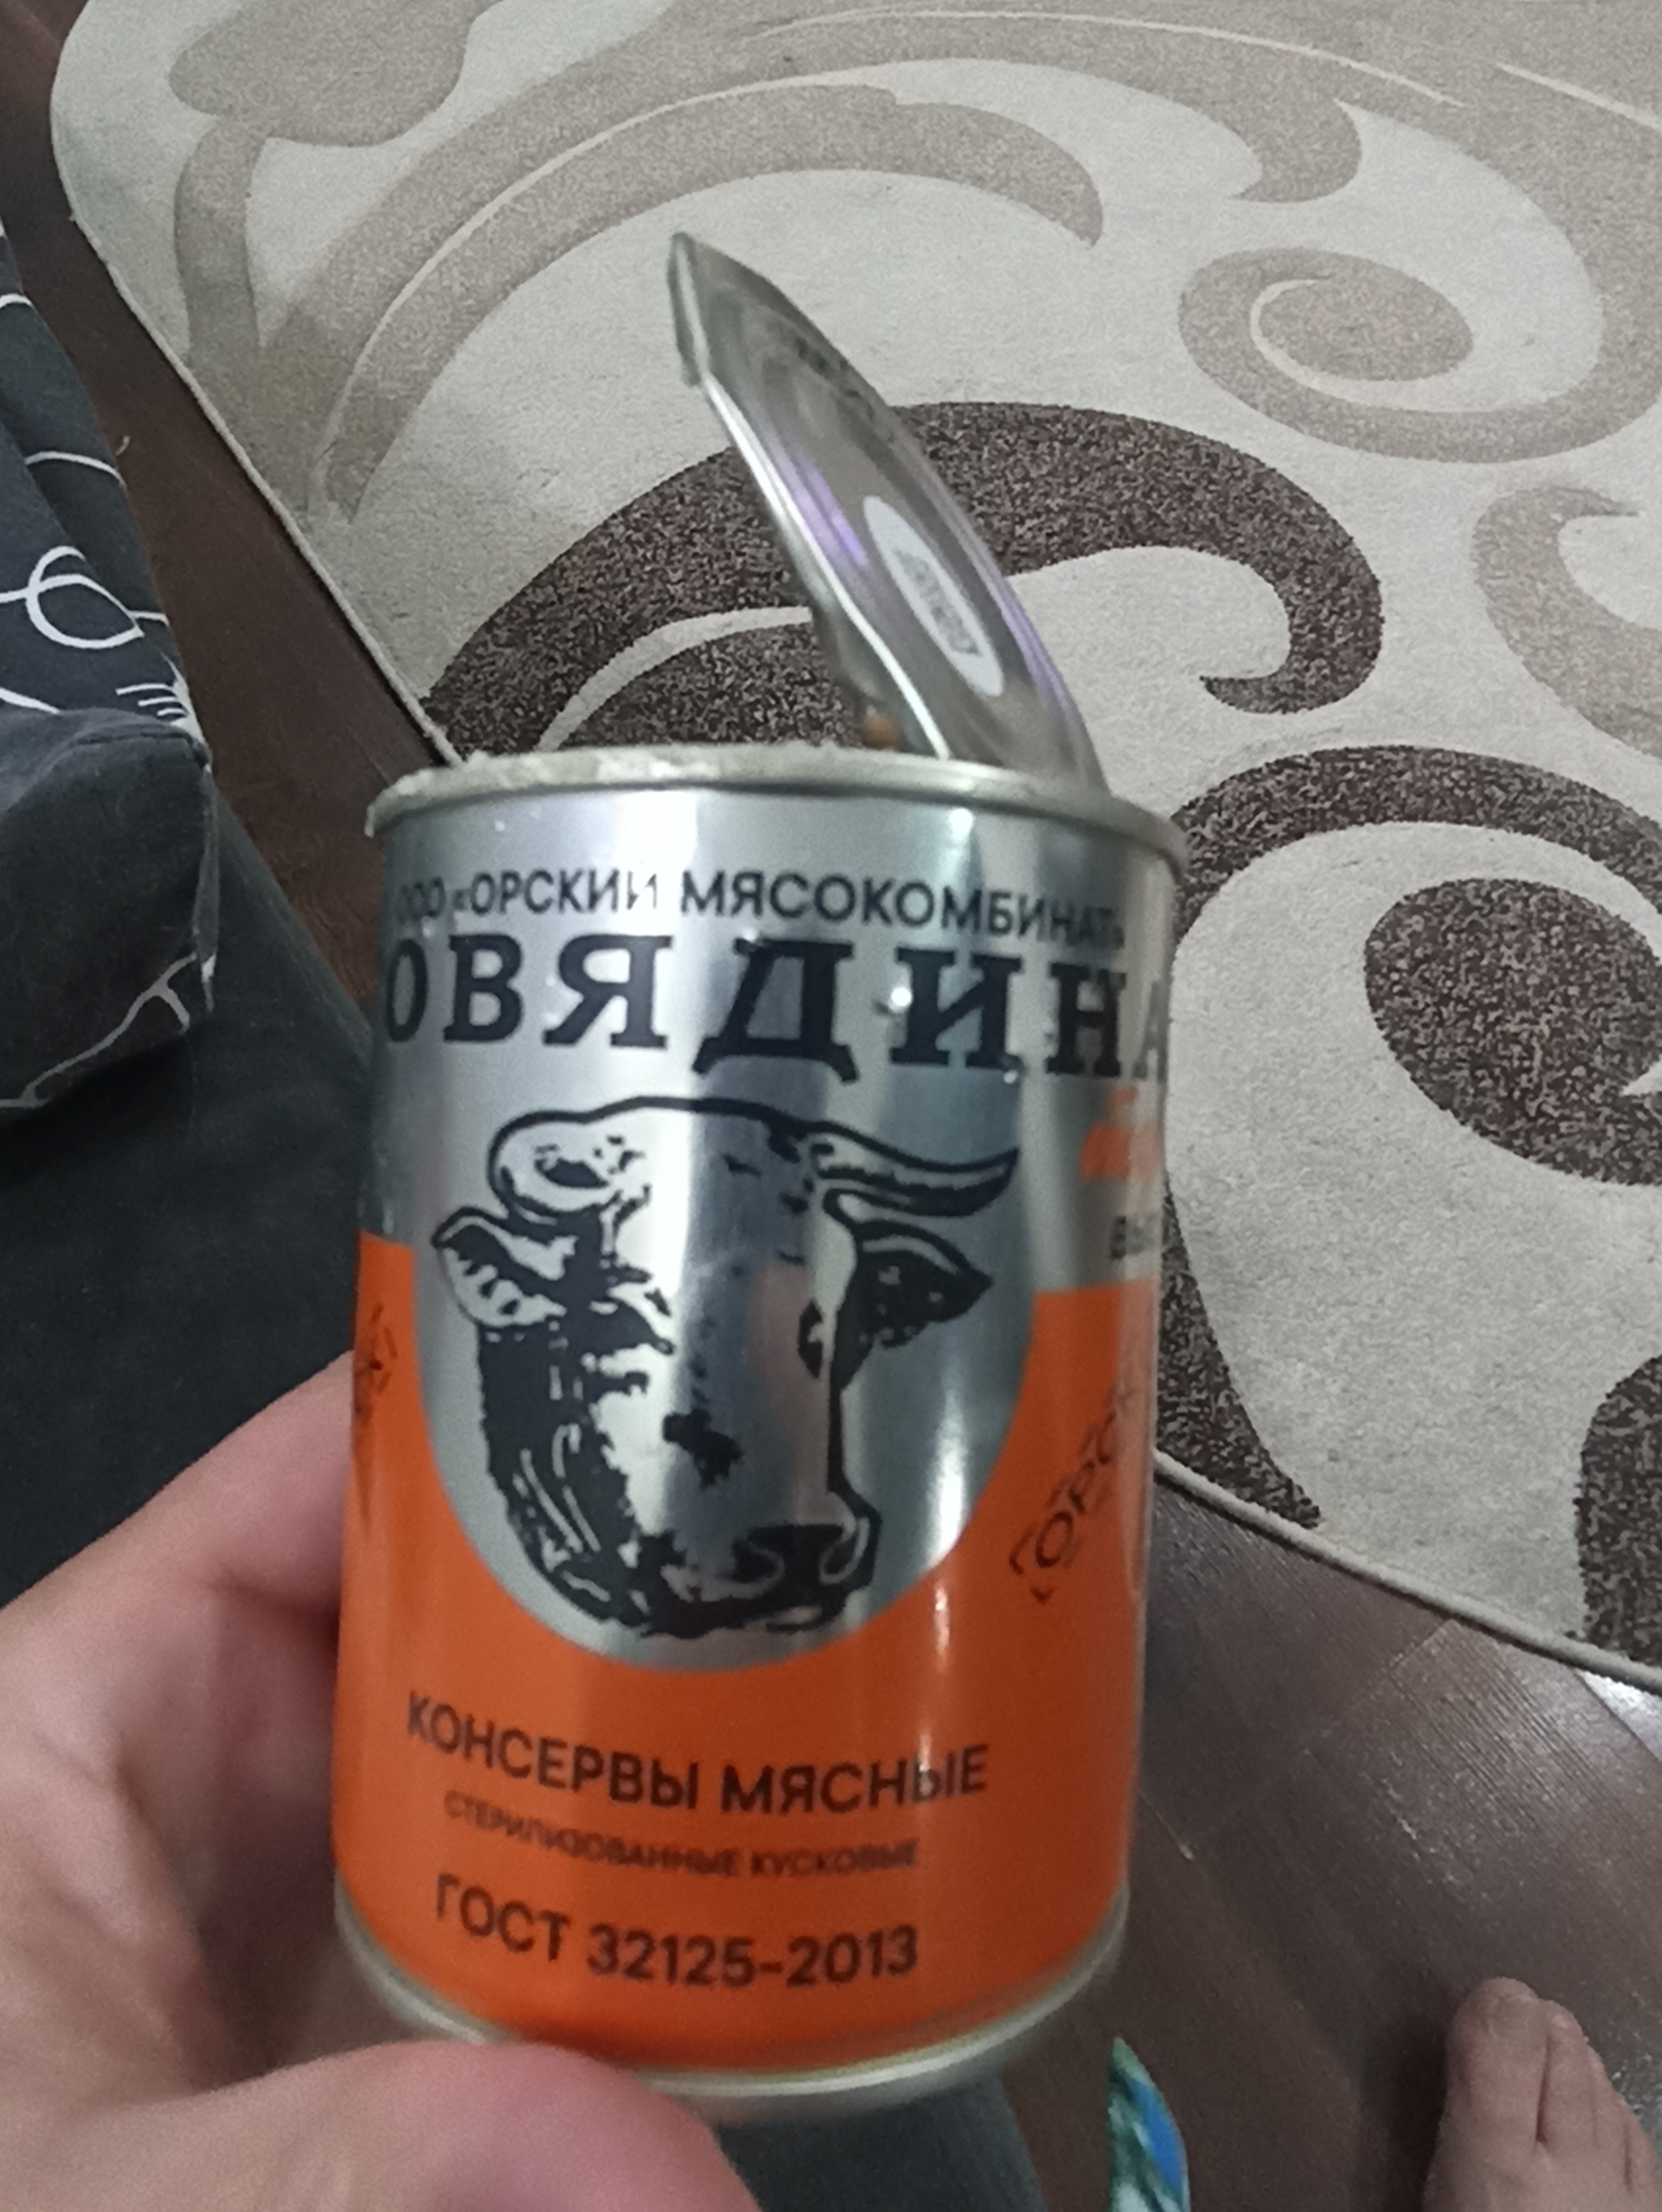 ООО «ОРСКИЙ МЯСОКОМБИНАТ»
ОВЯДИНА
КОНСЕРВЫ МЯСНЫЕ
СТЕРИЛИЗОВАННЫЕ КУСКОВЫЕ
ГОСТ 32125-2013